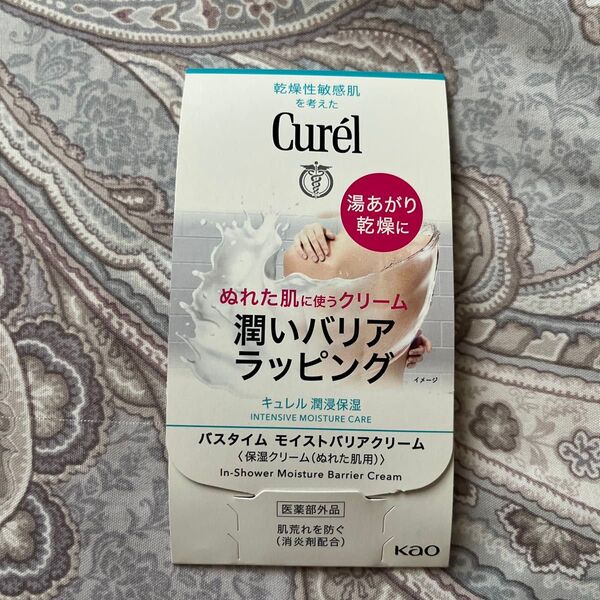 乾燥性敏感肌
を考えた
Curél
湯あがり
乾燥に
ぬれた肌に使うクリーム
潤いバリア
ラッピング
イメージ
キュレル 潤浸保湿
INTENSIVE MOISTURE CARE
バスタイム モイストバリアクリーム
〈保湿クリーム(ぬれた肌用)〉
In-Shower Moisture Barrier Cream
医薬部外品
肌荒れを防ぐ
(消炎剤配合)
Kao